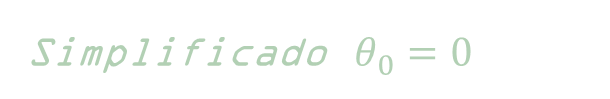 Simplificado θ₀ = 0